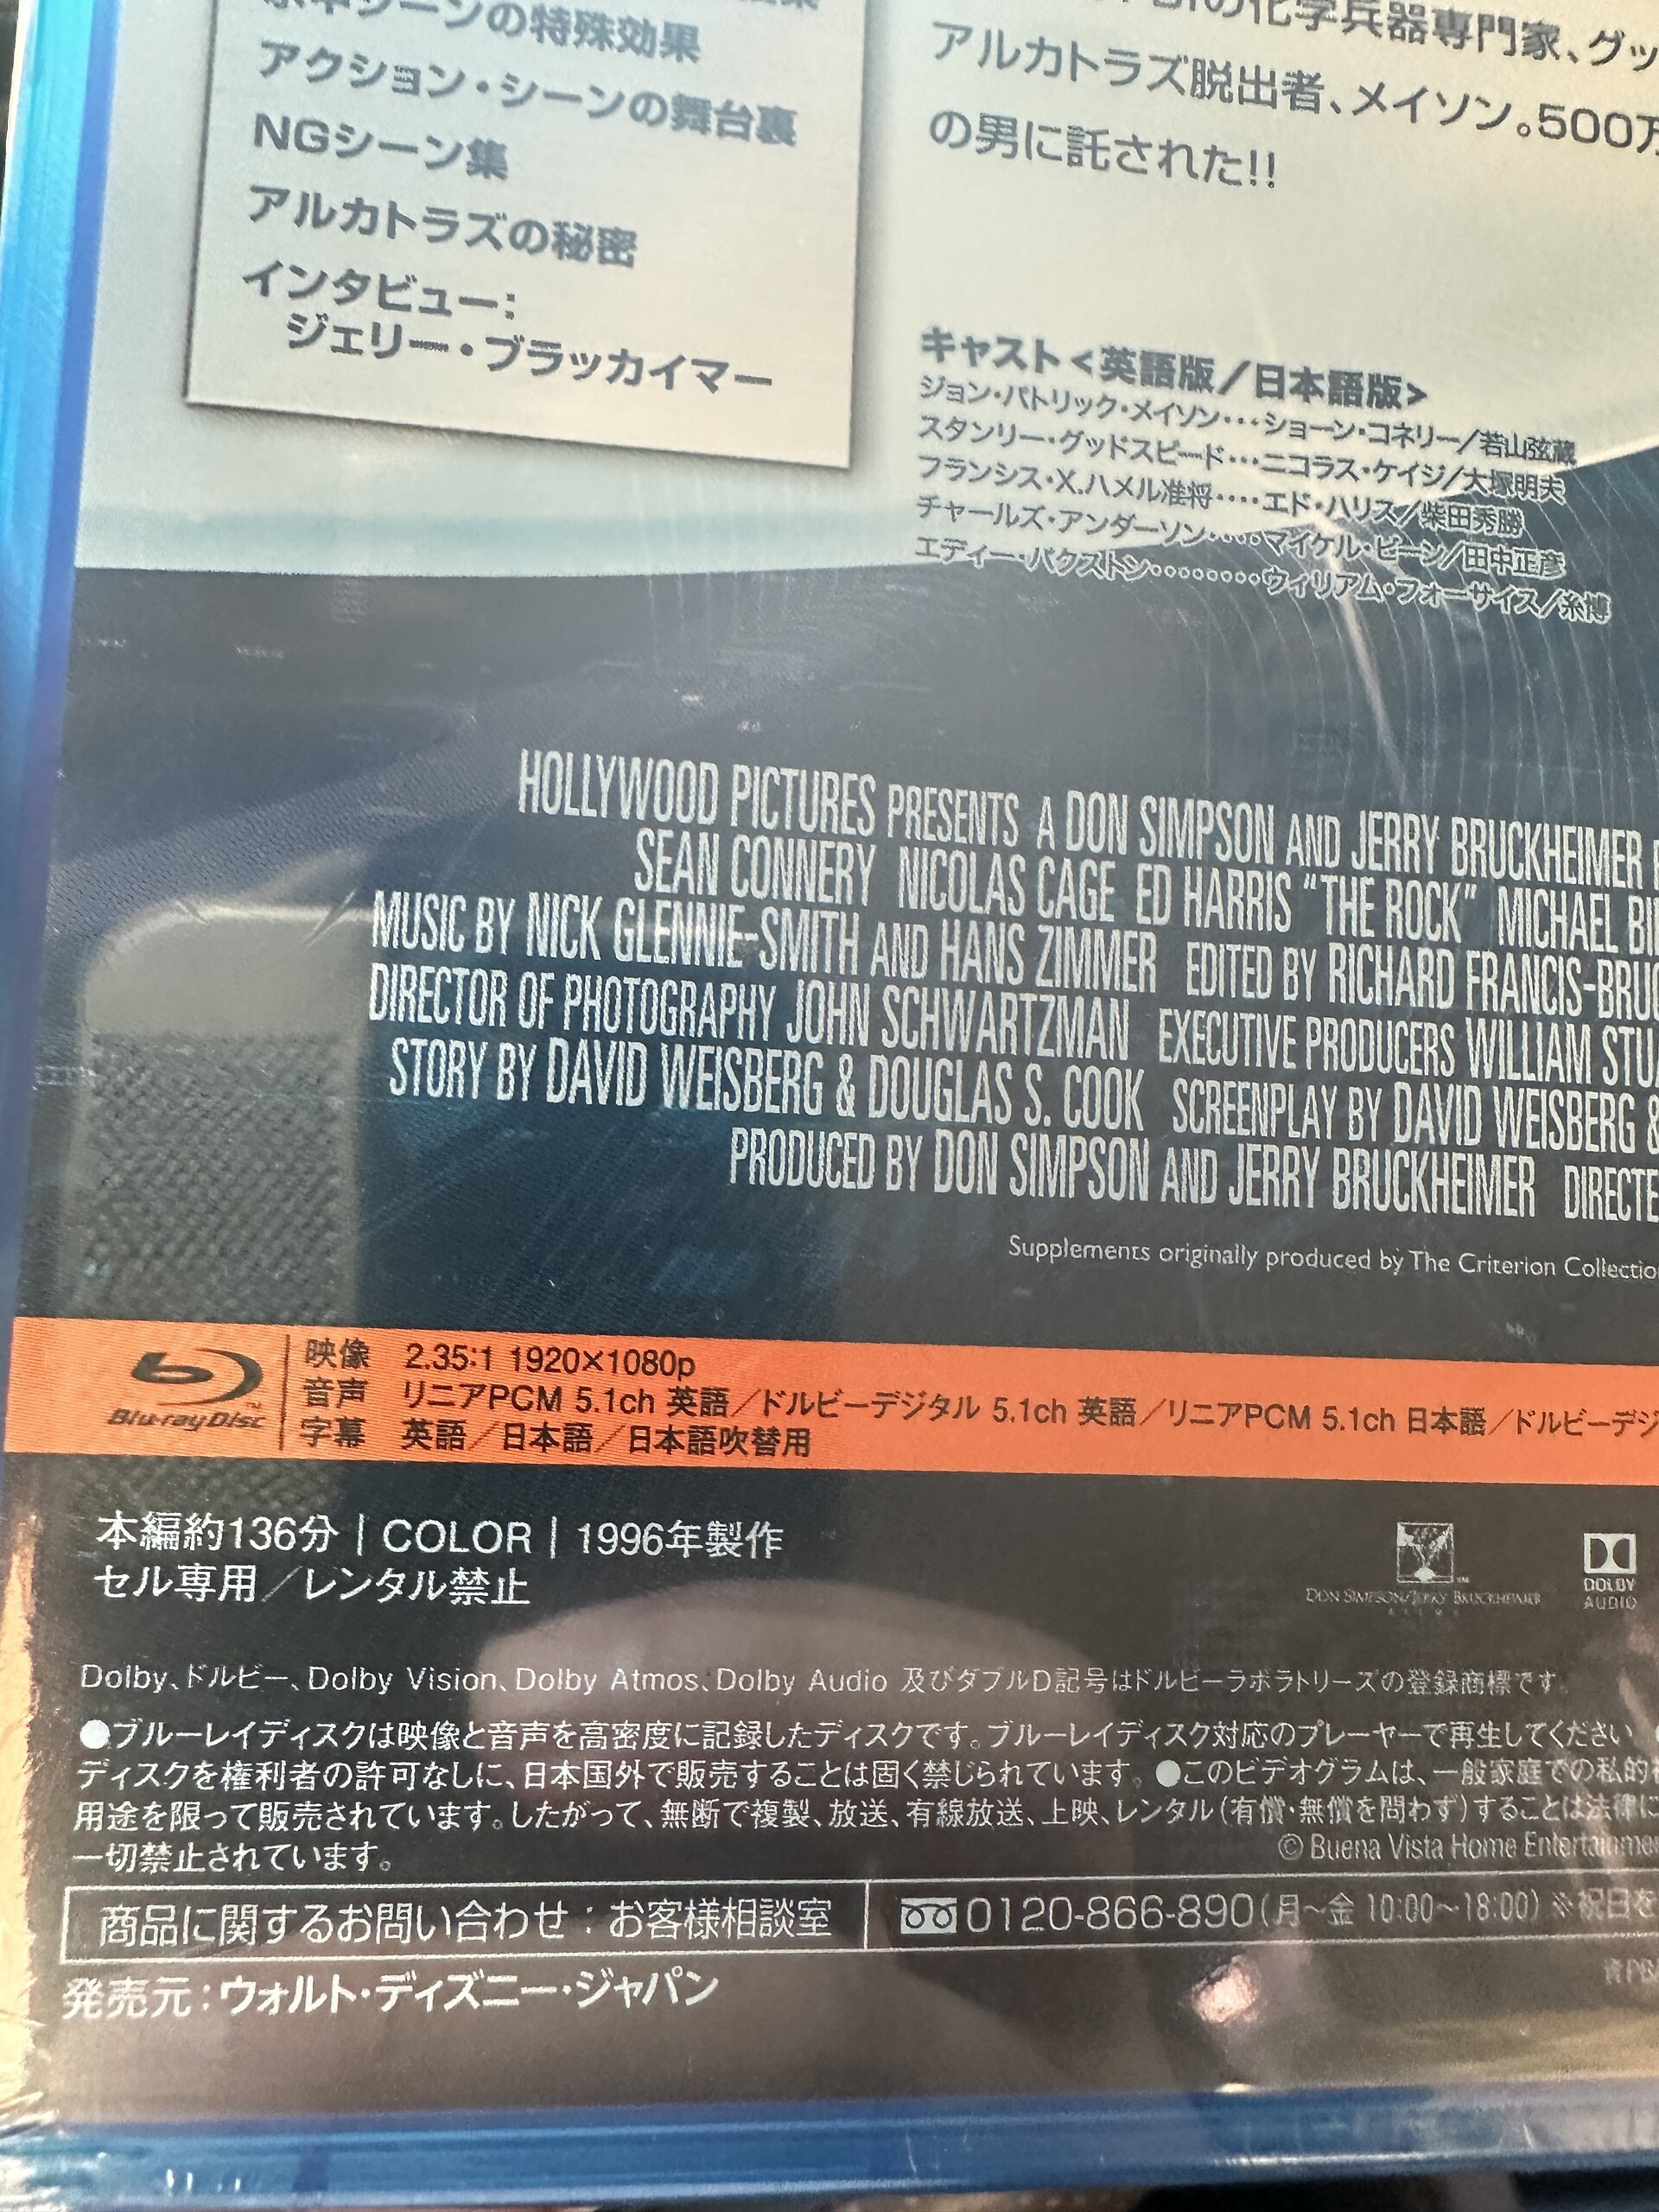 シーンの特殊効果
アクション・シーンの舞台裏
NGシーン集
アルカトラズの秘密
インタビュー:
ジェリー・ブラッカイマー
の化学兵器専門家、グッ
アルカトラズ脱出者、メイソン。500万
の男に託された!!
キャスト<英語版/日本語版>
ジョン・パトリック・メイソン・・・ショーン・コネリー/若山弦蔵
スタンリー・グッドスピード・・・ニコラス・ケイジ/大塚明夫
フランシス・X.ハメル准将・・・・エド・ハリス/柴田秀勝
チャールズ・アンダーソン・・・・マイケル・ビーン/田中正彦
エディー・パクストン・・・・・・・・・ウィリアム・フォーサイス/糸博
HOLLYWOOD PICTURES PRESENTS A DON SIMPSON AND JERRY BRUCKHEIMER
SEAN CONNERY NICOLAS CAGE ED HARRIS “THE ROCK” MICHAEL
MUSIC BY NICK GLENNIE-SMITH AND HANS ZIMMER EDITED BY RICHARD FRANCIS-BRUC
DIRECTOR OF PHOTOGRAPHY JOHN SCHWARTZMAN EXECUTIVE PRODUCERS WILLIAM STUA
STORY BY DAVID WEISBERG & DOUGLAS S. COOK SCREENPLAY BY DAVID WEISBERG &
PRODUCED BY DON SIMPSON AND JERRY BRUCKHEIMER DIRECTE
Supplements originally produced by The Criterion Collectio
Blu-ray Disc
映像 2.35:1 1920×1080p
音声 リニアPCM 5.1ch 英語/ドルビーデジタル 5.1ch 英語/リニアPCM 5.1ch 日本語/ドルビーデジ
字幕 英語/日本語/日本語吹替用
本編約136分 | COLOR | 1996年製作
セル専用/レンタル禁止
DON SIMPSON/JERRY BRUCKHEIMER
DOLBY
AUDIO
Dolby、ドルビー、Dolby Vision、Dolby Atmos、Dolby Audio 及びダブルD記号はドルビーラボラトリーズの登録商標です。
●ブルーレイディスクは映像と音声を高密度に記録したディスクです。ブルーレイディスク対応のプレーヤーで再生してください
ディスクを権利者の許可なしに、日本国外で販売することは固く禁じられています。●このビデオグラムは、一般家庭での私的
用途を限って販売されています。したがって、無断で複製、放送、有線放送、上映、レンタル(有償・無償を問わず)することは法律に
一切禁止されています。
© Buena Vista Home Entertainme
商品に関するお問い合わせ:お客様相談室
0120-866-890(月~金 10:00~18:00) ※祝日を
発売元:ウォルト・ディズニー・ジャパン